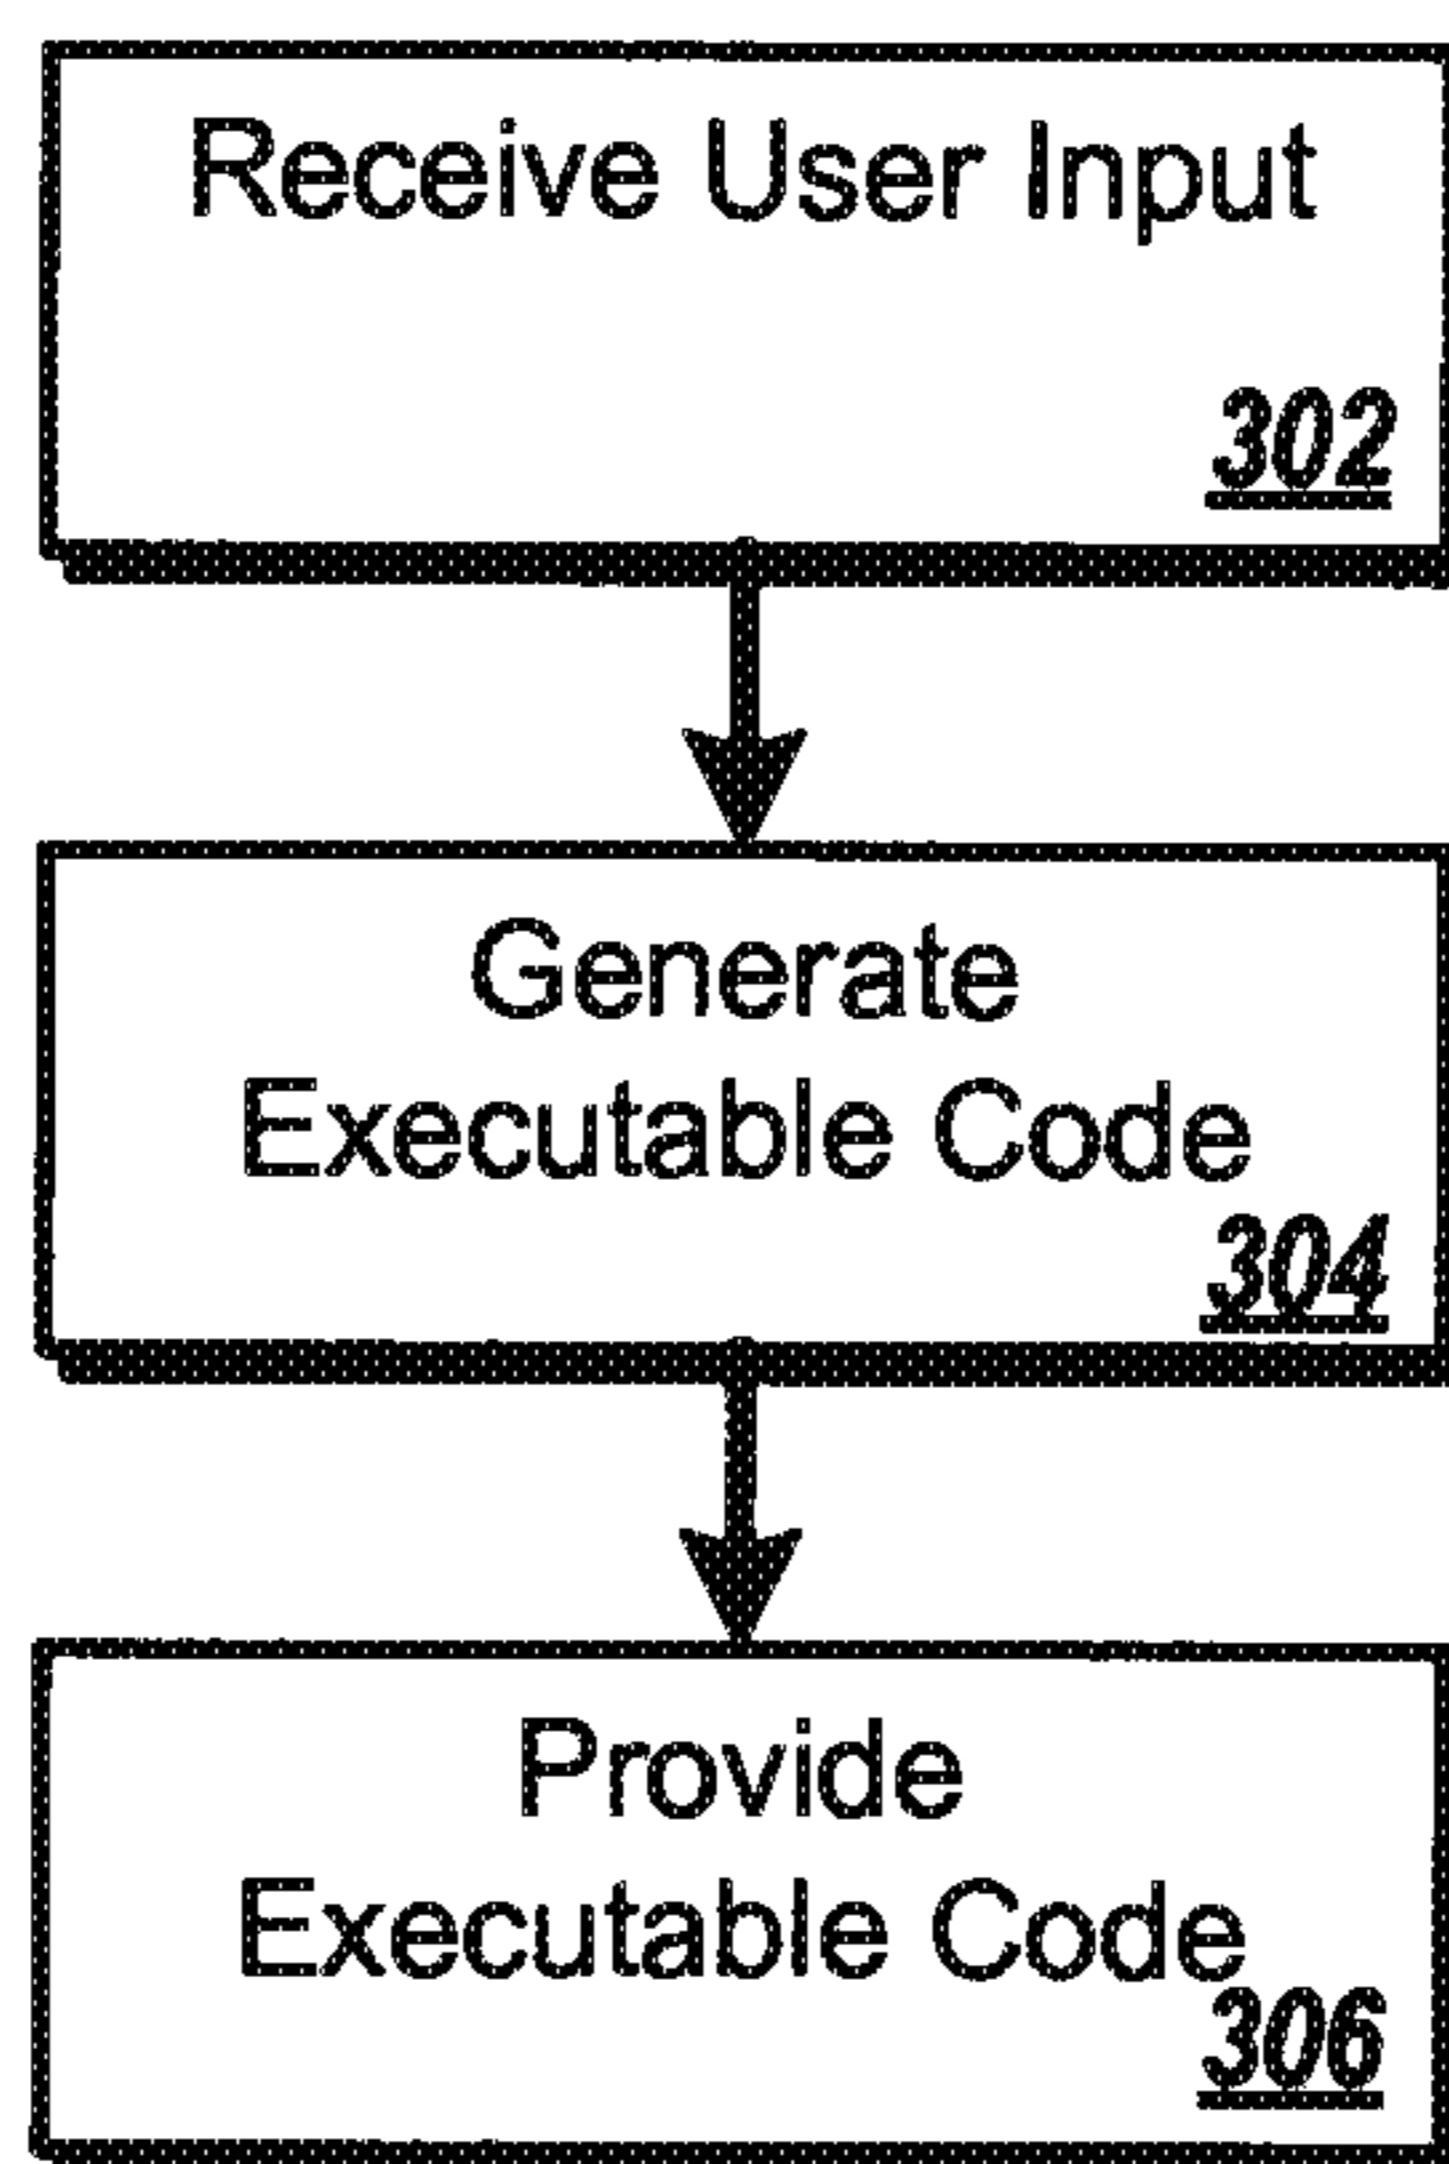 Receive User Input
302
Generate
Executable Code
304
Provide
Executable Code
306